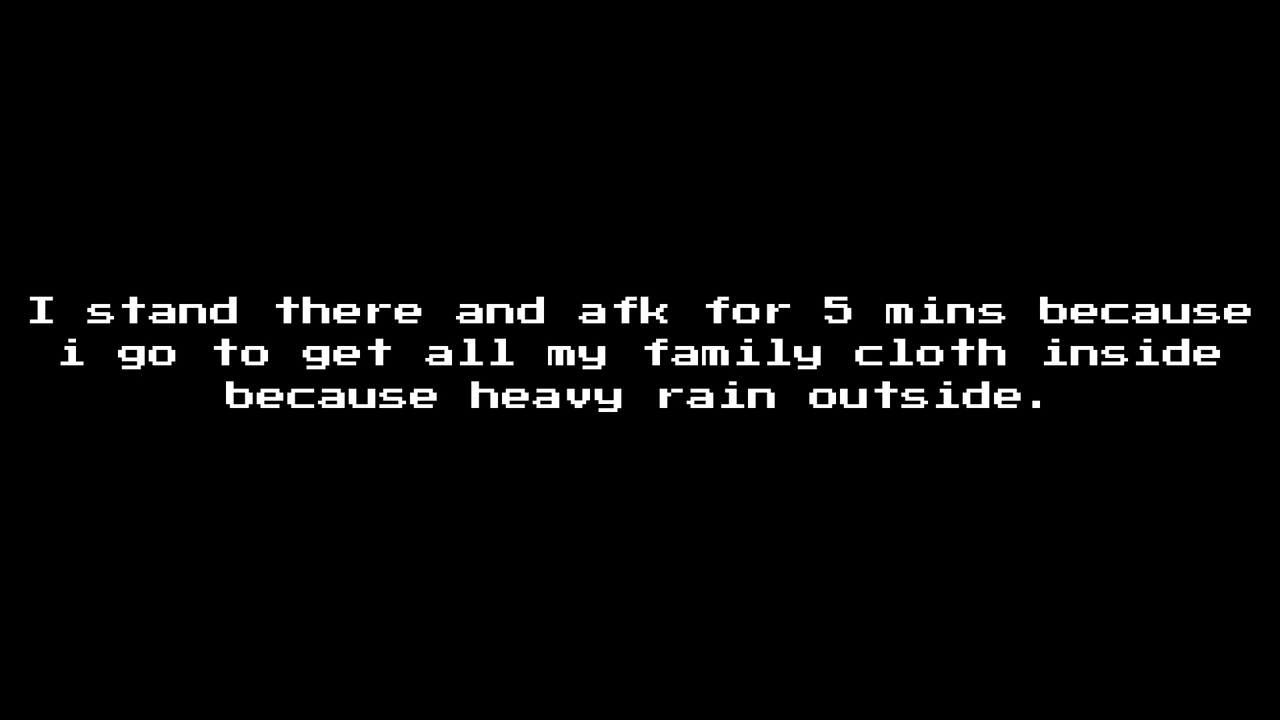 I stand there and afk for 5 mins because
i go to get all my family cloth inside
because heavy rain outside.